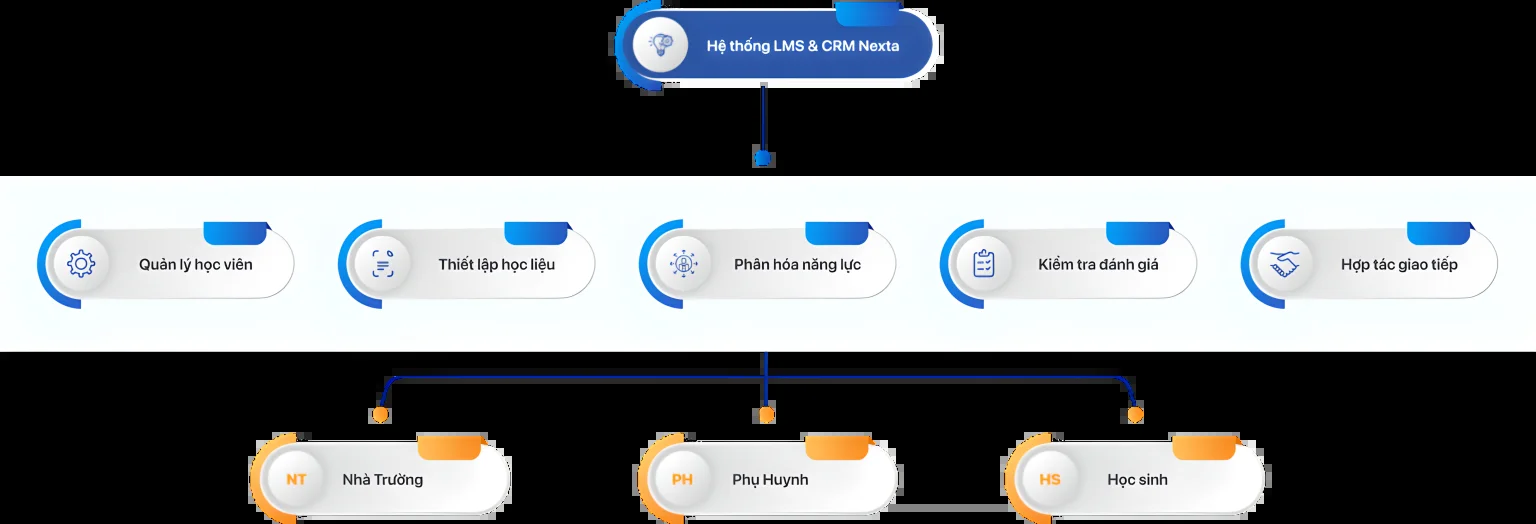 Hệ thống LMS & CRM Nexta
Quản lý học viên
Thiết lập học liệu
Phân hóa năng lực
Kiểm tra đánh giá
Hợp tác giao tiếp
NT
Nhà Trường
PH
Phụ Huynh
HS
Học sinh